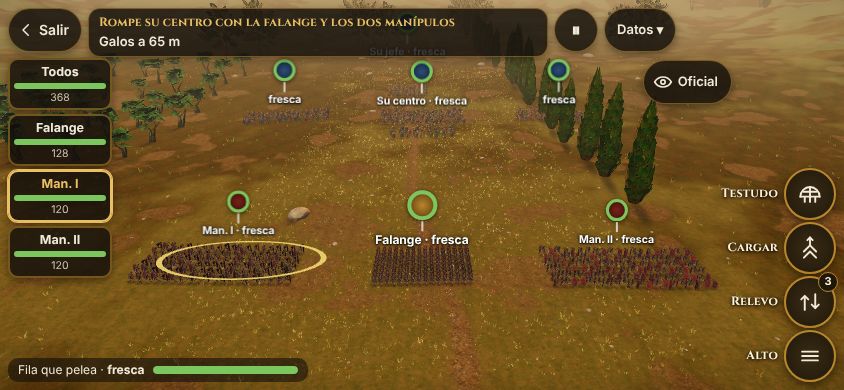 Salir
Rompe su centro con la falange y los dos manípulos
Galos a 65 m
Datos ▾
Su jefe · fresca
Todos
368
Falange
128
Man. I
120
Man. II
120
fresca
Su centro · fresca
fresca
Oficial
Man. I · fresca
Falange · fresca
Man. II · fresca
Testudo
Cargar
3
Relevo
Alto
Fila que pelea · fresca